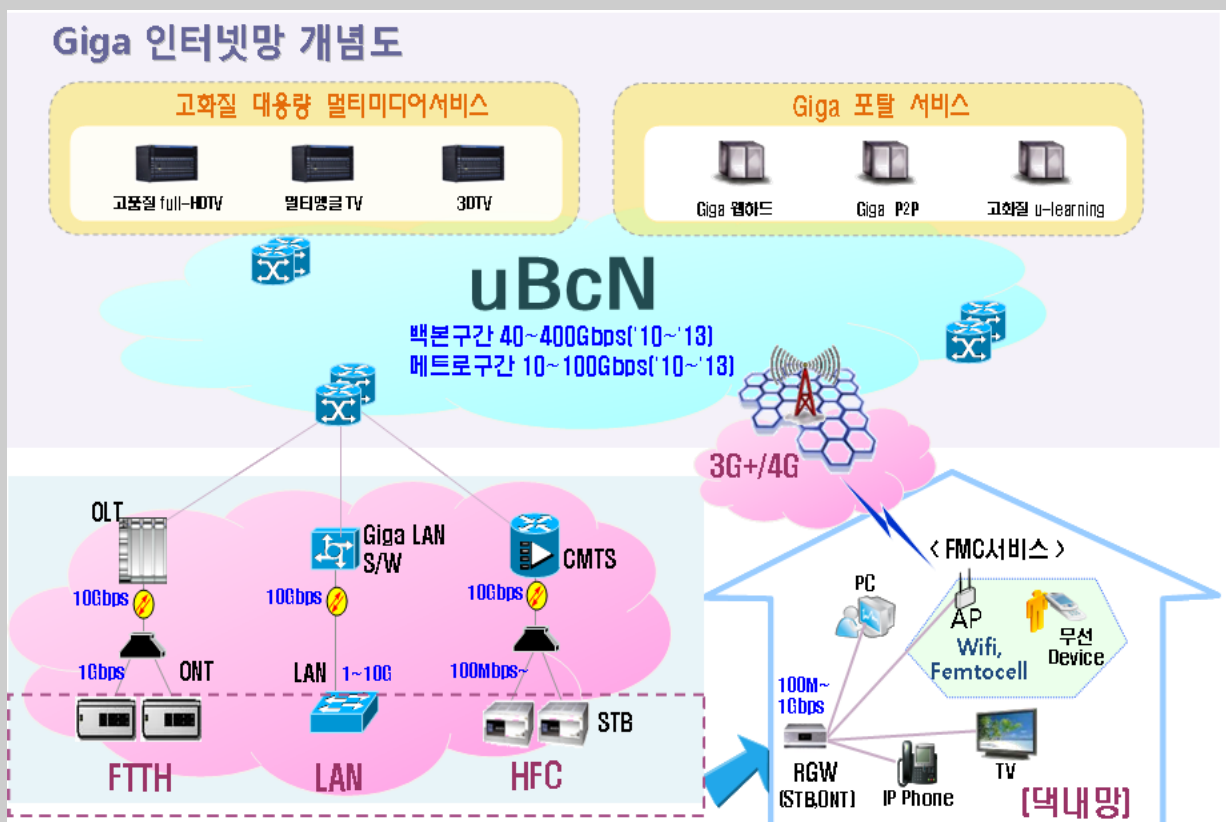 Giga 인터넷망 개념도
고화질 대용량 멀티미디어서비스
고품질 full-HDTV
멀티앵글 TV
3DTV
Giga 포탈 서비스
Giga 웹하드
Giga P2P
고화질 u-learning
uBcN
백본구간 40~400Gbps('10~'13)
메트로구간 10~100Gbps('10~'13)
3G+/4G
OLT
10Gbps
1Gbps
ONT
FTTH
Giga LAN
S/W
10Gbps
LAN
1~10G
LAN
CMTS
10Gbps
100Mbps~
STB
HFC
< FMC서비스 >
PC
AP
Wifi,
Femtocell
무선
Device
100M~
1Gbps
RGW
(STB,ONT)
IP Phone
TV
[댁내망]